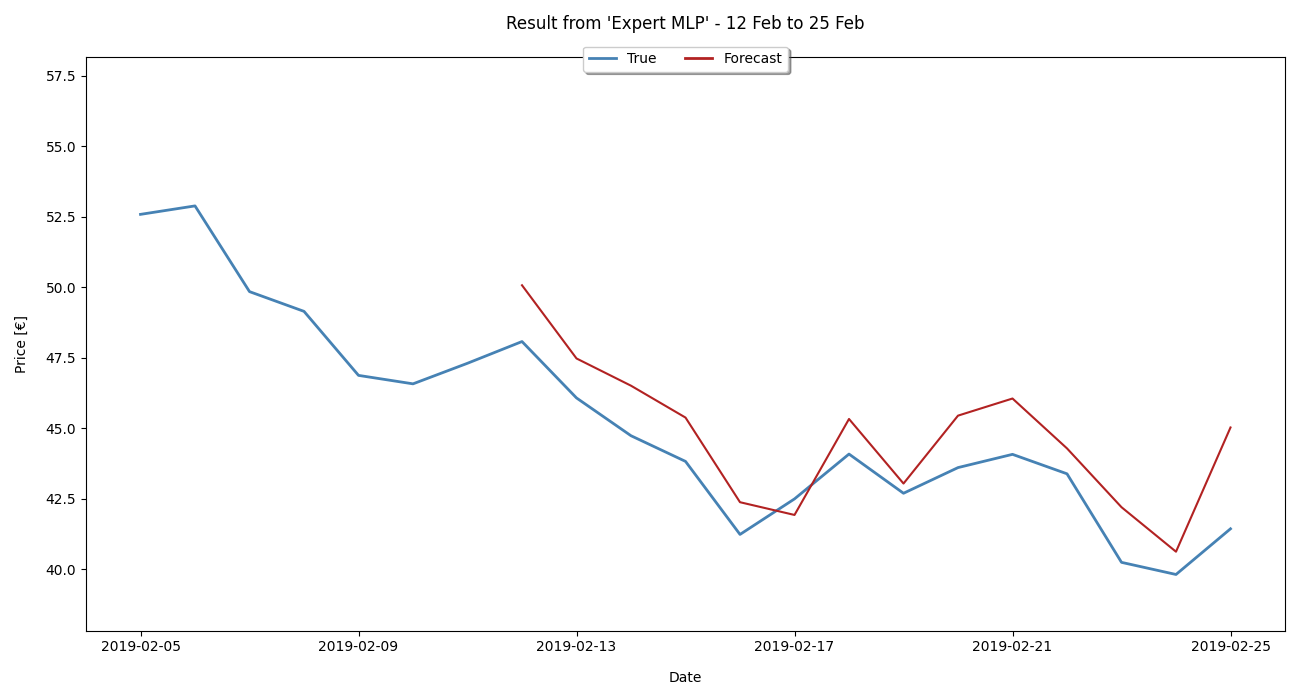 Result from 'Expert MLP' - 12 Feb to 25 Feb
True Forecast
57.5
55.0
52.5
50.0
47.5
45.0
42.5
40.0
Price [€]
2019-02-05 2019-02-09 2019-02-13 2019-02-17 2019-02-21 2019-02-25
Date